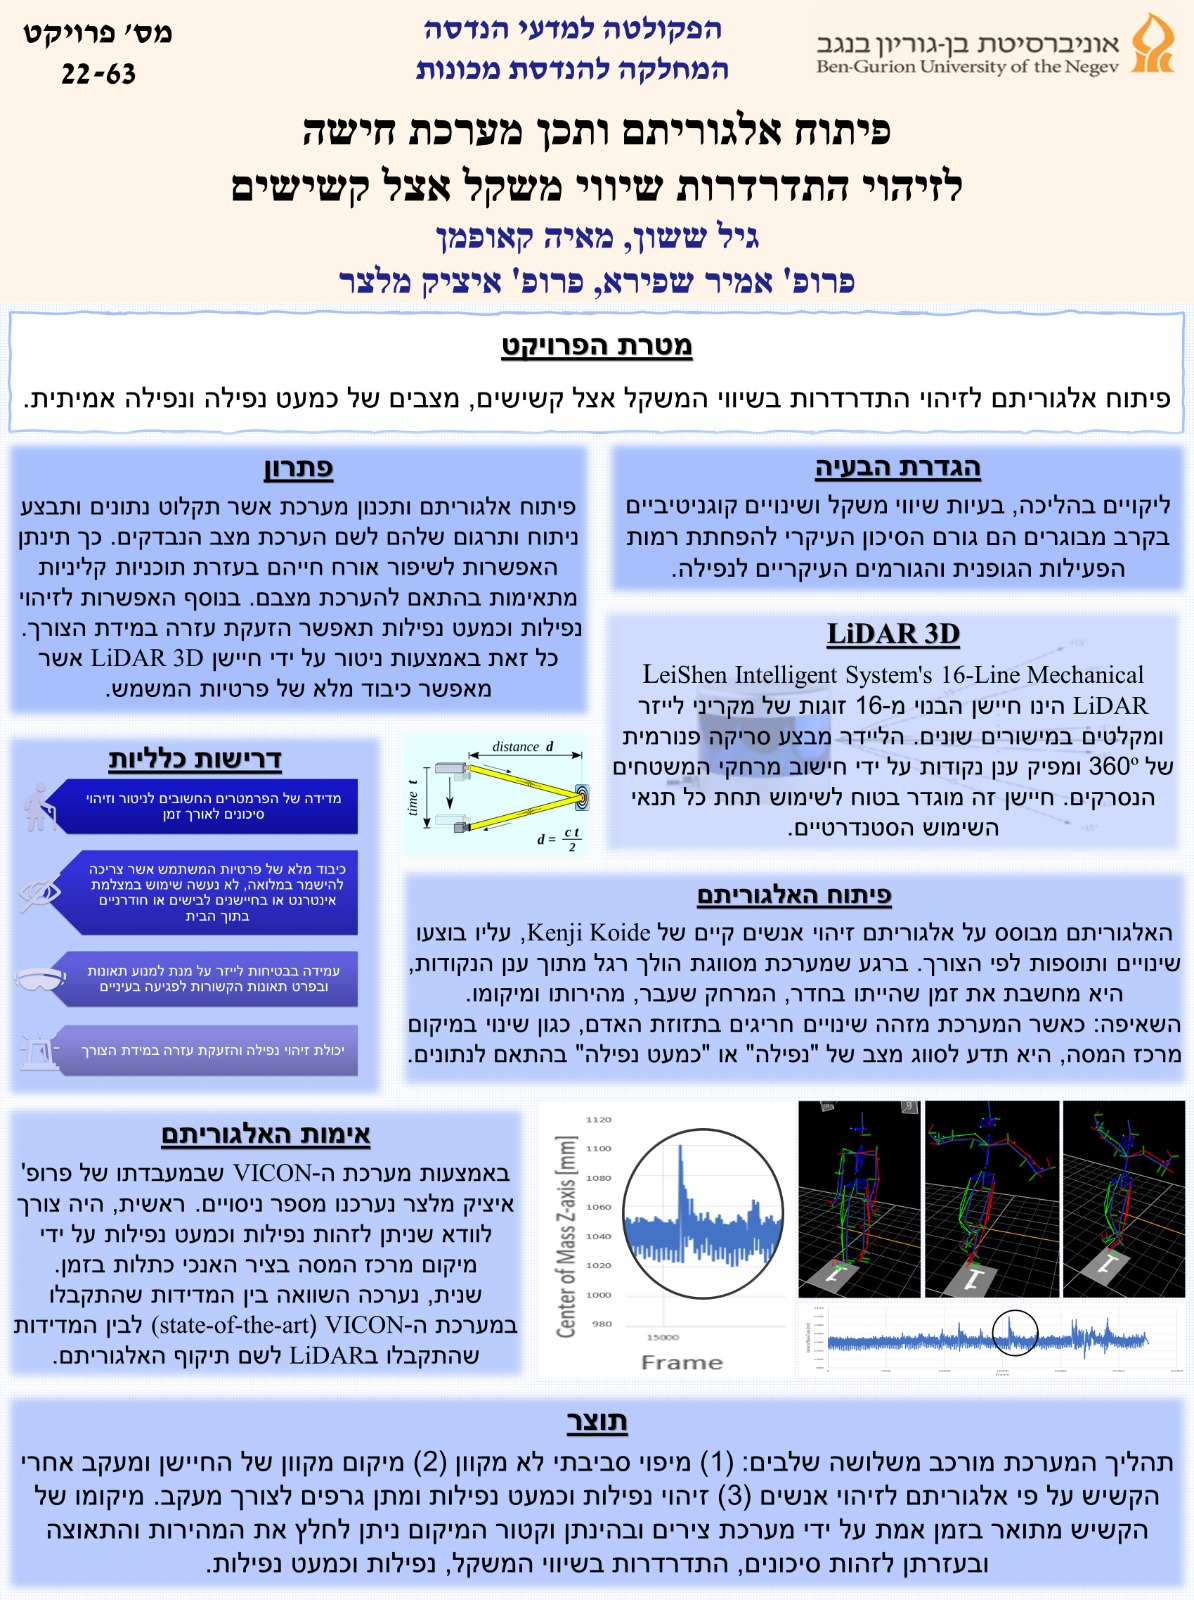 אוניברסיטת בן-גוריון בנגב
Ben-Gurion University of the Negev
הפקולטה למדעי הנדסה
המחלקה להנדסת מכונות
מס' פרויקט
22-63
פיתוח אלגוריתם ותכן מערכת חישה
לזיהוי התדרדרות שיווי משקל אצל קשישים
גיל ששון, מאיה קאופמן
פרופ' אמיר שפירא, פרופ' איציק מלצר
מטרת הפרויקט
פיתוח אלגוריתם לזיהוי התדרדרות בשיווי המשקל אצל קשישים, מצבים של כמעט נפילה ונפילה אמיתית.
הגדרת הבעיה
ליקויים בהליכה, בעיות שיווי משקל ושינויים קוגניטיביים
בקרב מבוגרים הם גורם הסיכון העיקרי להפחתת רמות
הפעילות הגופנית והגורמים העיקריים לנפילה.
פתרון
פיתוח אלגוריתם ותכנון מערכת אשר תקלוט נתונים ותבצע
ניתוח ותרגום שלהם לשם הערכת מצב הנבדקים. כך תינתן
האפשרות לשיפור אורח חייהם בעזרת תוכניות קליניות
מתאימות בהתאם להערכת מצבם. בנוסף האפשרות לזיהוי
נפילות וכמעט נפילות תאפשר הזעקת עזרה במידת הצורך.
כל זאת באמצעות ניטור על ידי חיישן LiDAR 3D אשר
מאפשר כיבוד מלא של פרטיות המשמש.
LiDAR 3D
LeiShen Intelligent System's 16-Line Mechanical
LiDAR הינו חיישן הבנוי מ-16 זוגות של מקריני לייזר
ומקלטים במישורים שונים. הליידר מבצע סריקה פנורמית
של 360° ומפיק ענן נקודות על ידי חישוב מרחקי המשטחים
הנסרקים. חיישן זה מוגדר בטוח לשימוש תחת כל תנאי
השימוש הסטנדרטיים.
distance d
time t
d = c t / 2
דרישות כלליות
מדידה של הפרמטרים החשובים לניטור וזיהוי
סיכונים לאורך זמן
כיבוד מלא של פרטיות המשתמש אשר צריכה
להישמר במלואה, לא נעשה שימוש במצלמת
אינטרנט או בחיישנים לבישים או חודרניים
בתוך הבית
עמידה בבטיחות לייזר על מנת למנוע תאונות
ובפרט תאונות הקשורות לפגיעה בעיניים
יכולת זיהוי נפילה והזעקת עזרה במידת הצורך
פיתוח האלגוריתם
האלגוריתם מבוסס על אלגוריתם זיהוי אנשים קיים של Kenji Koide, עליו בוצעו
שינויים ותוספות לפי הצורך. ברגע שמערכת מסווגת הולך רגל מתוך ענן הנקודות,
היא מחשבת את זמן שהייתו בחדר, המרחק שעבר, מהירותו ומיקומו.
השאיפה: כאשר המערכת מזהה שינויים חריגים בתזוזת האדם, כגון שינוי במיקום
מרכז המסה, היא תדע לסווג מצב של "נפילה" או "כמעט נפילה" בהתאם לנתונים.
אימות האלגוריתם
באמצעות מערכת ה-VICON שבמעבדתו של פרופ'
איציק מלצר נערכנו מספר ניסויים. ראשית, היה צורך
לוודא שניתן לזהות נפילות וכמעט נפילות על ידי
מיקום מרכז המסה בציר האנכי כתלות בזמן.
שנית, נערכה השוואה בין המדידות שהתקבלו
במערכת ה-VICON (state-of-the-art) לבין המדידות
שהתקבלו בLiDAR לשם תיקוף האלגוריתם.
Center of Mass Z-axis [mm]
1120
1100
1080
1060
1040
1020
1000
980
15000
Frame
תוצר
תהליך המערכת מורכב משלושה שלבים: (1) מיפוי סביבתי לא מקוון (2) מיקום מקוון של החיישן ומעקב אחרי
הקשיש על פי אלגוריתם לזיהוי אנשים (3) זיהוי נפילות וכמעט נפילות ומתן גרפים לצורך מעקב. מיקומו של
הקשיש מתואר בזמן אמת על ידי מערכת צירים ובהינתן וקטור המיקום ניתן לחלץ את המהירות והתאוצה
ובעזרתן לזהות סיכונים, התדרדרות בשיווי המשקל, נפילות וכמעט נפילות.